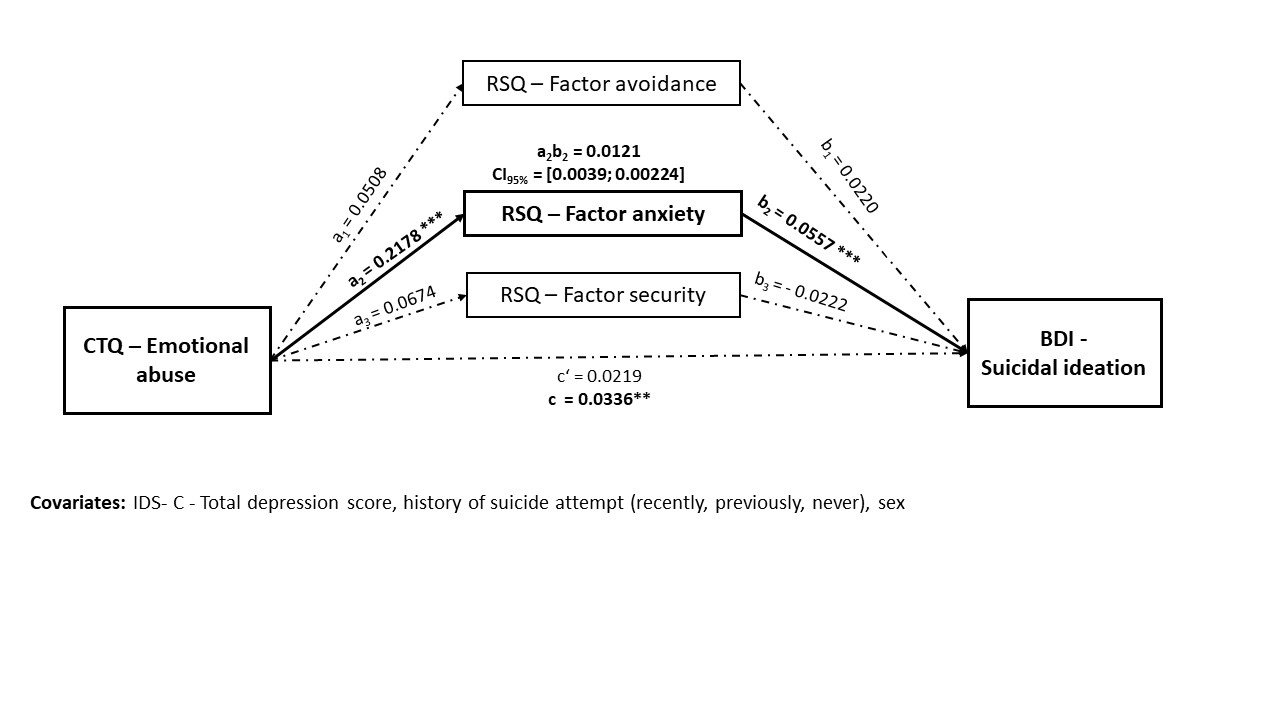 RSQ – Factor avoidance
a₁ = 0.0508
b₁ = 0.0220
a₂b₂ = 0.0121
CI₉₅% = [0.0039; 0.00224]
RSQ – Factor anxiety
a₂ = 0.2178 ***
b₂ = 0.0557 ***
RSQ – Factor security
a₃ = 0.0674
b₃ = - 0.0222
CTQ – Emotional
abuse
BDI -
Suicidal ideation
c‘ = 0.0219
c = 0.0336**
Covariates: IDS- C - Total depression score, history of suicide attempt (recently, previously, never), sex